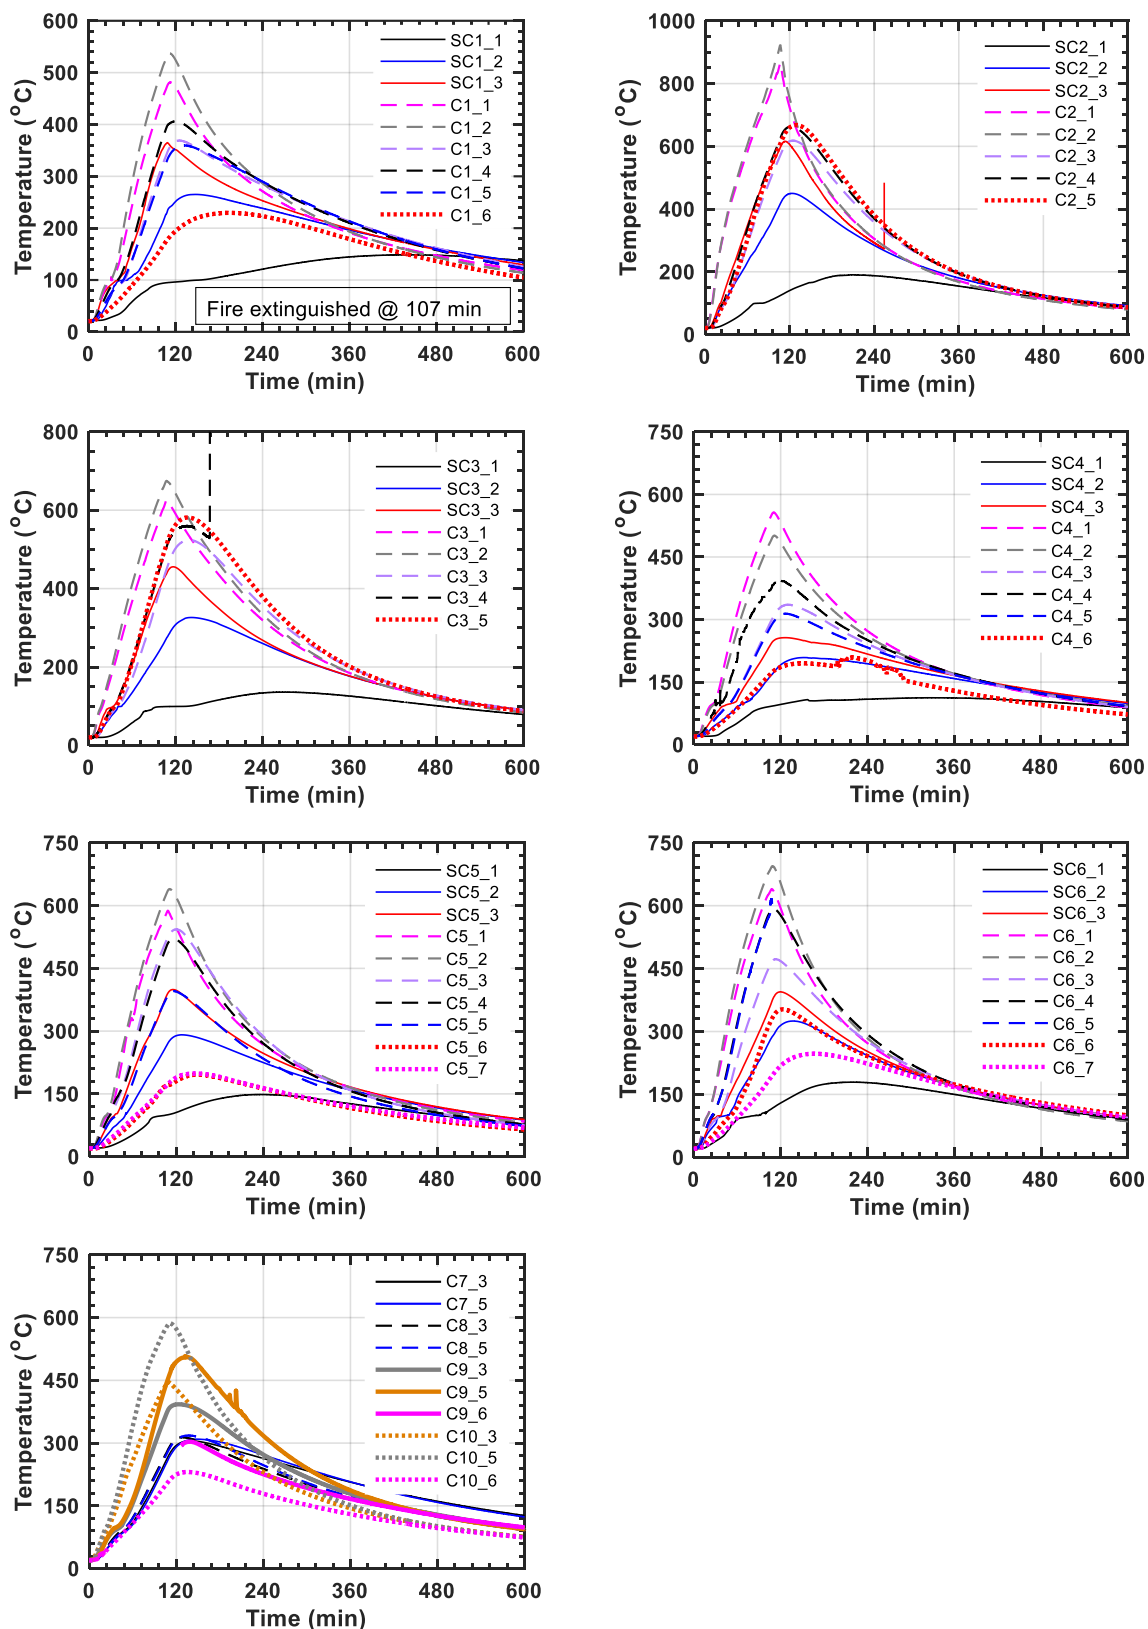 600
500
400
300
200
100
0
0 120 240 360 480 600
Temperature (°C)
Time (min)
SC1_1
SC1_2
SC1_3
C1_1
C1_2
C1_3
C1_4
C1_5
C1_6
Fire extinguished @ 107 min
1000
800
600
400
200
0
0 120 240 360 480 600
Temperature (°C)
Time (min)
SC2_1
SC2_2
SC2_3
C2_1
C2_2
C2_3
C2_4
C2_5
800
600
400
200
0
0 120 240 360 480 600
Temperature (°C)
Time (min)
SC3_1
SC3_2
SC3_3
C3_1
C3_2
C3_3
C3_4
C3_5
750
600
450
300
150
0
0 120 240 360 480 600
Temperature (°C)
Time (min)
SC4_1
SC4_2
SC4_3
C4_1
C4_2
C4_3
C4_4
C4_5
C4_6
750
600
450
300
150
0
0 120 240 360 480 600
Temperature (°C)
Time (min)
SC5_1
SC5_2
SC5_3
C5_1
C5_2
C5_3
C5_4
C5_5
C5_6
C5_7
750
600
450
300
150
0
0 120 240 360 480 600
Temperature (°C)
Time (min)
SC6_1
SC6_2
SC6_3
C6_1
C6_2
C6_3
C6_4
C6_5
C6_6
C6_7
750
600
450
300
150
0
0 120 240 360 480 600
Temperature (°C)
Time (min)
C7_3
C7_5
C8_3
C8_5
C9_3
C9_5
C9_6
C10_3
C10_5
C10_6